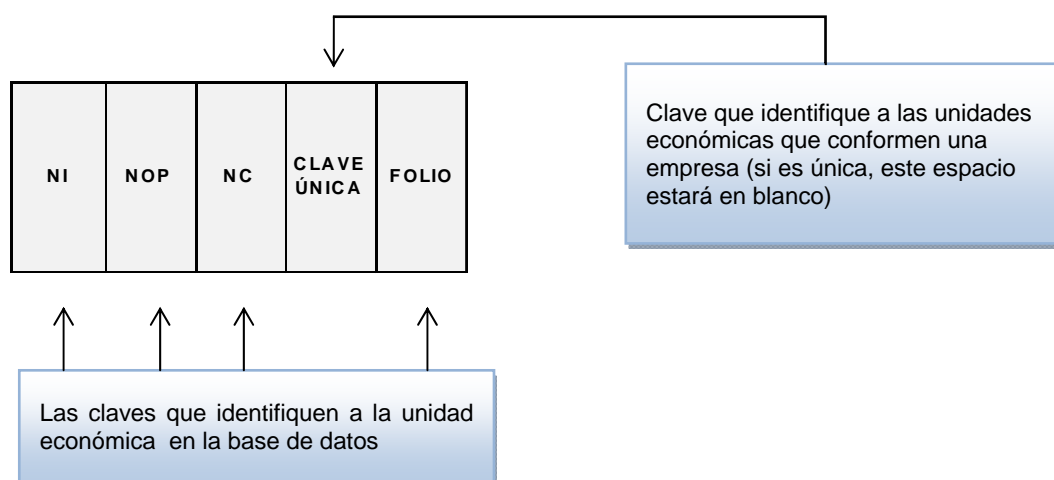 NI
NOP
NC
CLAVE
ÚNICA
FOLIO
Clave que identifique a las unidades
económicas que conformen una
empresa (si es única, este espacio
estará en blanco)
Las claves que identifiquen a la unidad
económica en la base de datos